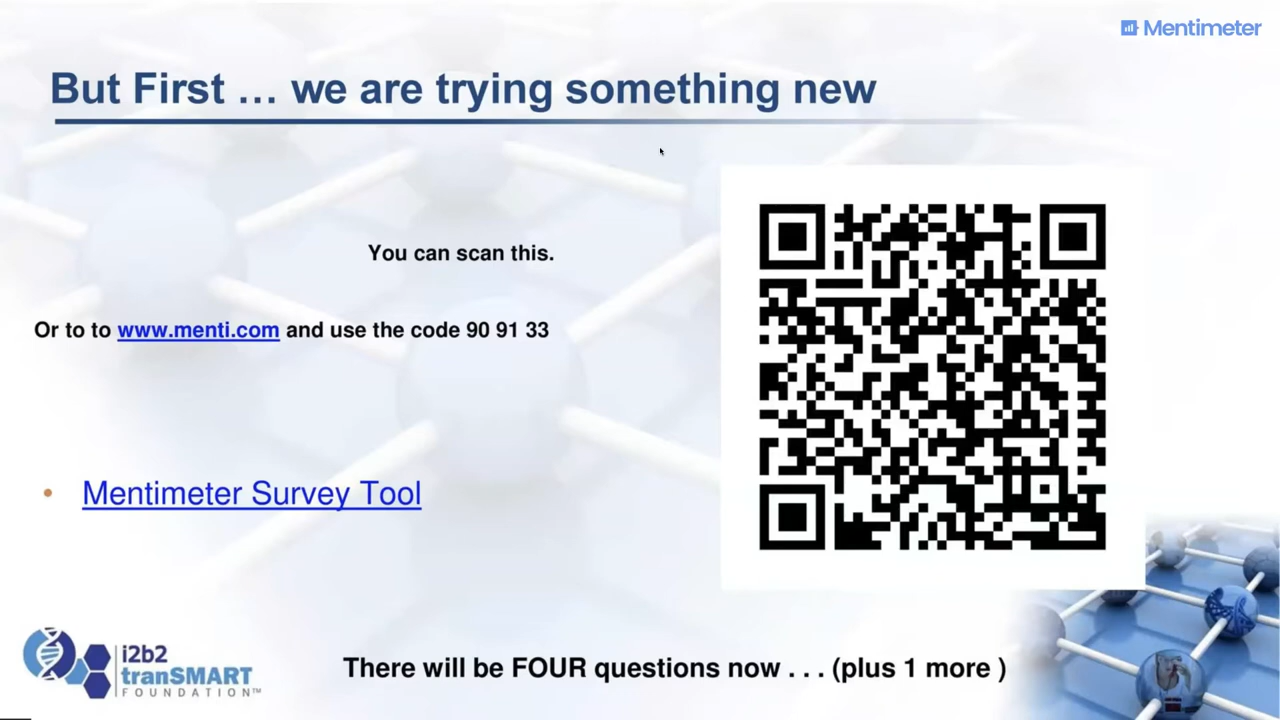 Mentimeter
But First … we are trying something new
You can scan this.
Or to to www.menti.com and use the code 90 91 33
• Mentimeter Survey Tool
i2b2
tranSMART
FOUNDATION™
There will be FOUR questions now . . . (plus 1 more )